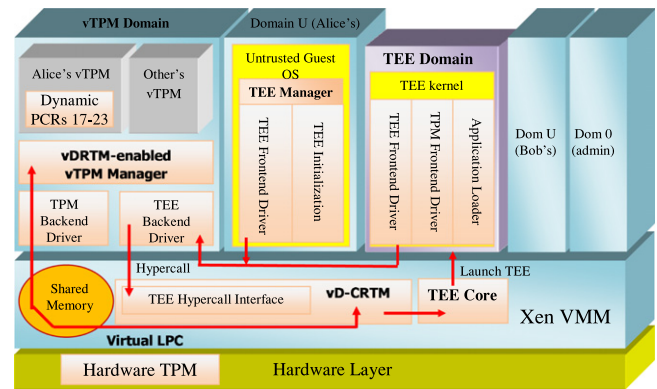 vTPM Domain
Domain U (Alice's)
Alice's vTPM
Dynamic
PCRs 17-23
Other's
vTPM
vDRTM-enabled
vTPM Manager
TPM
Backend
Driver
TEE
Backend
Driver
Untrusted Guest
OS
TEE Manager
TEE Frontend Driver
TEE Initialization
TEE Domain
TEE kernel
TEE Frontend Driver
TPM Frontend Driver
Application Loader
Dom U
(Bob's)
Dom 0
(admin)
Hypercall
Launch TEE
Shared
Memory
TEE Hypercall Interface
vD-CRTM
TEE Core
Xen VMM
Virtual LPC
Hardware TPM
Hardware Layer